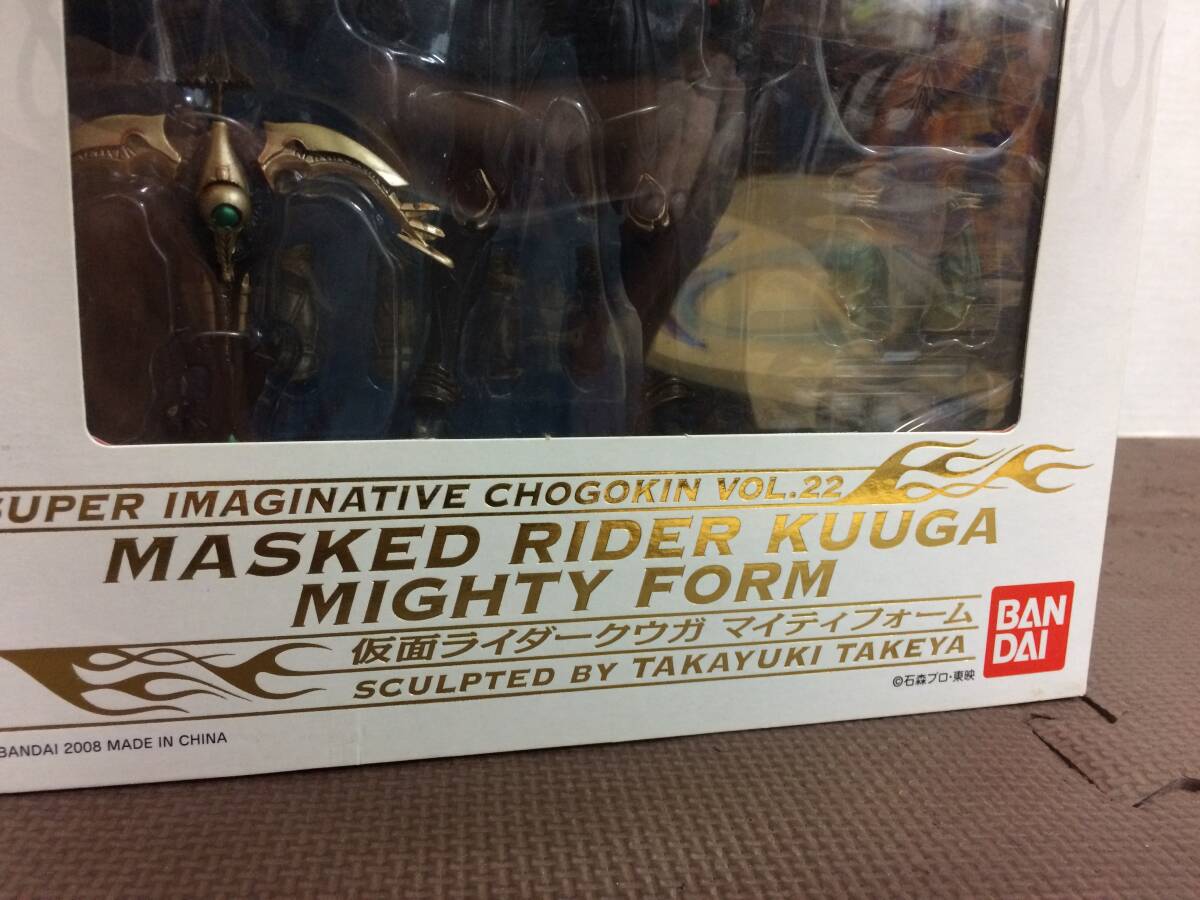 SUPER IMAGINATIVE CHOGOKIN VOL.22
MASKED RIDER KUUGA
MIGHTY FORM
仮面ライダークウガ マイティフォーム
SCULPTED BY TAKAYUKI TAKEYA
BAN
DAI
©石森プロ・東映
BANDAI 2008 MADE IN CHINA